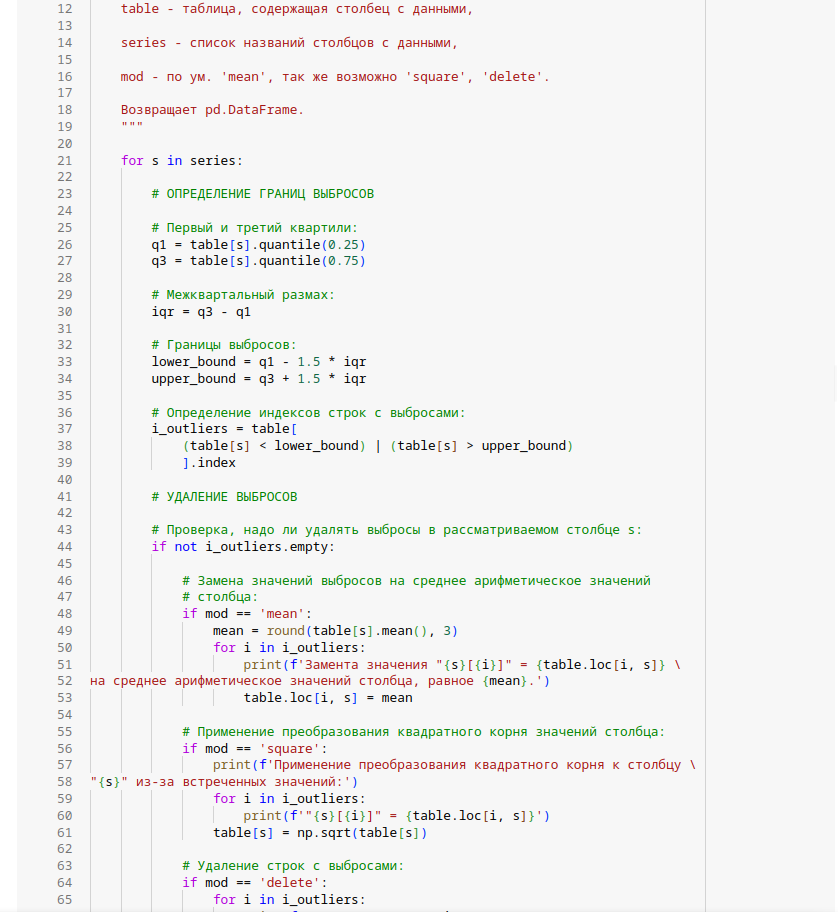 12 table - таблица, содержащая столбец с данными,
13
14 series - список названий столбцов с данными,
15
16 mod - по ум. 'mean', так же возможно 'square', 'delete'.
17
18 Возвращает pd.DataFrame.
19 """
20
21 for s in series:
22
23 # ОПРЕДЕЛЕНИЕ ГРАНИЦ ВЫБРОСОВ
24
25 # Первый и третий квартили:
26 q1 = table[s].quantile(0.25)
27 q3 = table[s].quantile(0.75)
28
29 # Межквартальный размах:
30 iqr = q3 - q1
31
32 # Границы выбросов:
33 lower_bound = q1 - 1.5 * iqr
34 upper_bound = q3 + 1.5 * iqr
35
36 # Определение индексов строк с выбросами:
37 i_outliers = table[
38 (table[s] < lower_bound) | (table[s] > upper_bound)
39 ].index
40
41 # УДАЛЕНИЕ ВЫБРОСОВ
42
43 # Проверка, надо ли удалять выбросы в рассматриваемом столбце s:
44 if not i_outliers.empty:
45
46 # Замена значений выбросов на среднее арифметическое значений
47 # столбца:
48 if mod == 'mean':
49 mean = round(table[s].mean(), 3)
50 for i in i_outliers:
51 print(f'Замента значения "{s}[{i}]" = {table.loc[i, s]} \
52 на среднее арифметическое значений столбца, равное {mean}.')
53 table.loc[i, s] = mean
54
55 # Применение преобразования квадратного корня значений столбца:
56 if mod == 'square':
57 print(f'Применение преобразования квадратного корня к столбцу \
58 "{s}" из-за встреченных значений:')
59 for i in i_outliers:
60 print(f'"{s}[{i}]" = {table.loc[i, s]}')
61 table[s] = np.sqrt(table[s])
62
63 # Удаление строк с выбросами:
64 if mod == 'delete':
65 for i in i_outliers: